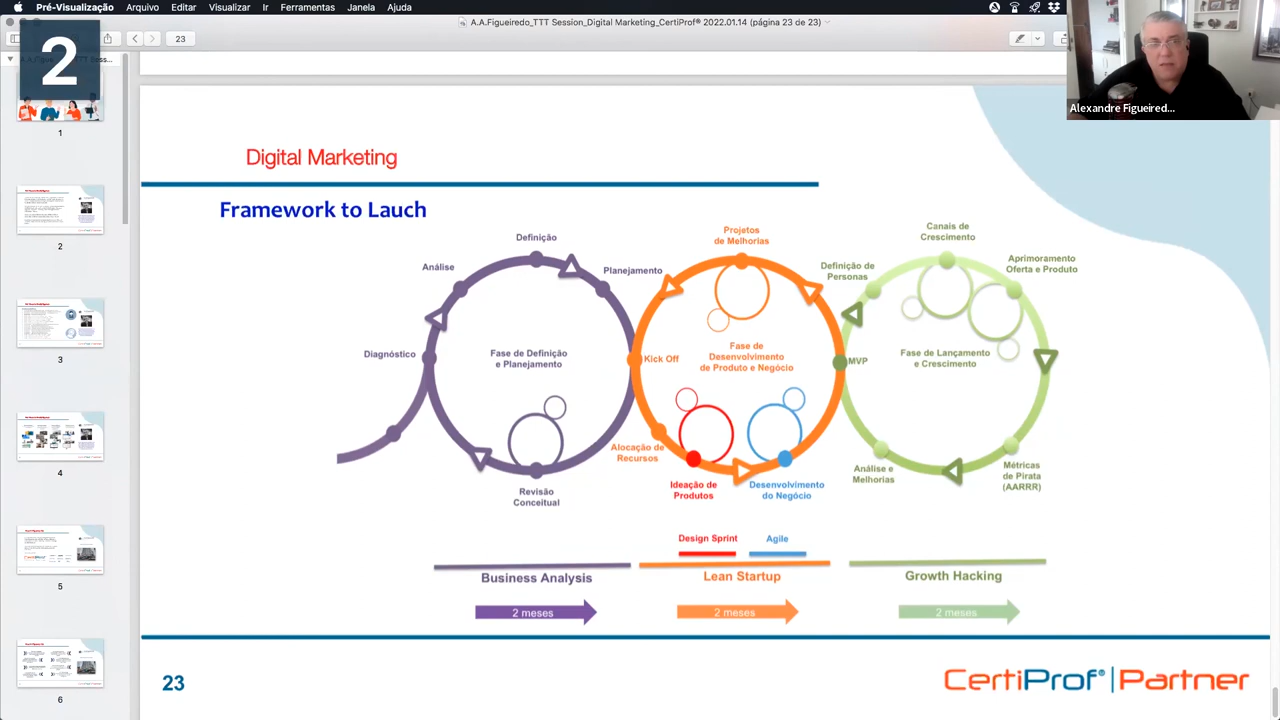 Pré-Visualização Arquivo Editar Visualizar Ir Ferramentas Janela Ajuda
A.A.Figueiredo_TTT Session_Digital Marketing_CertiProf® 2022.01.14 (página 23 de 23)
23
2
Alexandre Figueired...
1
2
3
4
5
6
Digital Marketing
Framework to Lauch
Definição
Análise
Planejamento
Diagnóstico
Fase de Definição
e Planejamento
Revisão
Conceitual
Projetos
de Melhorias
Kick Off
Fase de
Desenvolvimento
de Produto e Negócio
Alocação de
Recursos
Ideação de
Produtos
Desenvolvimento
do Negócio
Definição de
Personas
MVP
Canais de
Crescimento
Aprimoramento
Oferta e Produto
Fase de Lançamento
e Crescimento
Análise e
Melhorias
Métricas
de Pirata
(AARRR)
Design Sprint
Agile
Business Analysis
Lean Startup
Growth Hacking
2 meses
2 meses
2 meses
23
CertiProf® | Partner